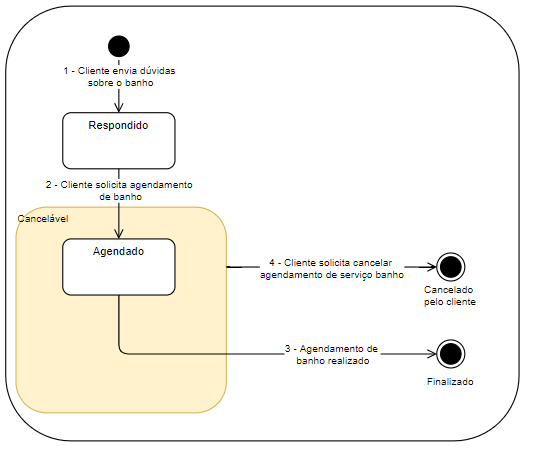 1 - Cliente envia dúvidas
sobre o banho
Respondido
2 - Cliente solicita agendamento
de banho
Cancelável
Agendado
4 - Cliente solicita cancelar
agendamento de serviço banho
Cancelado
pelo cliente
3 - Agendamento de
banho realizado
Finalizado